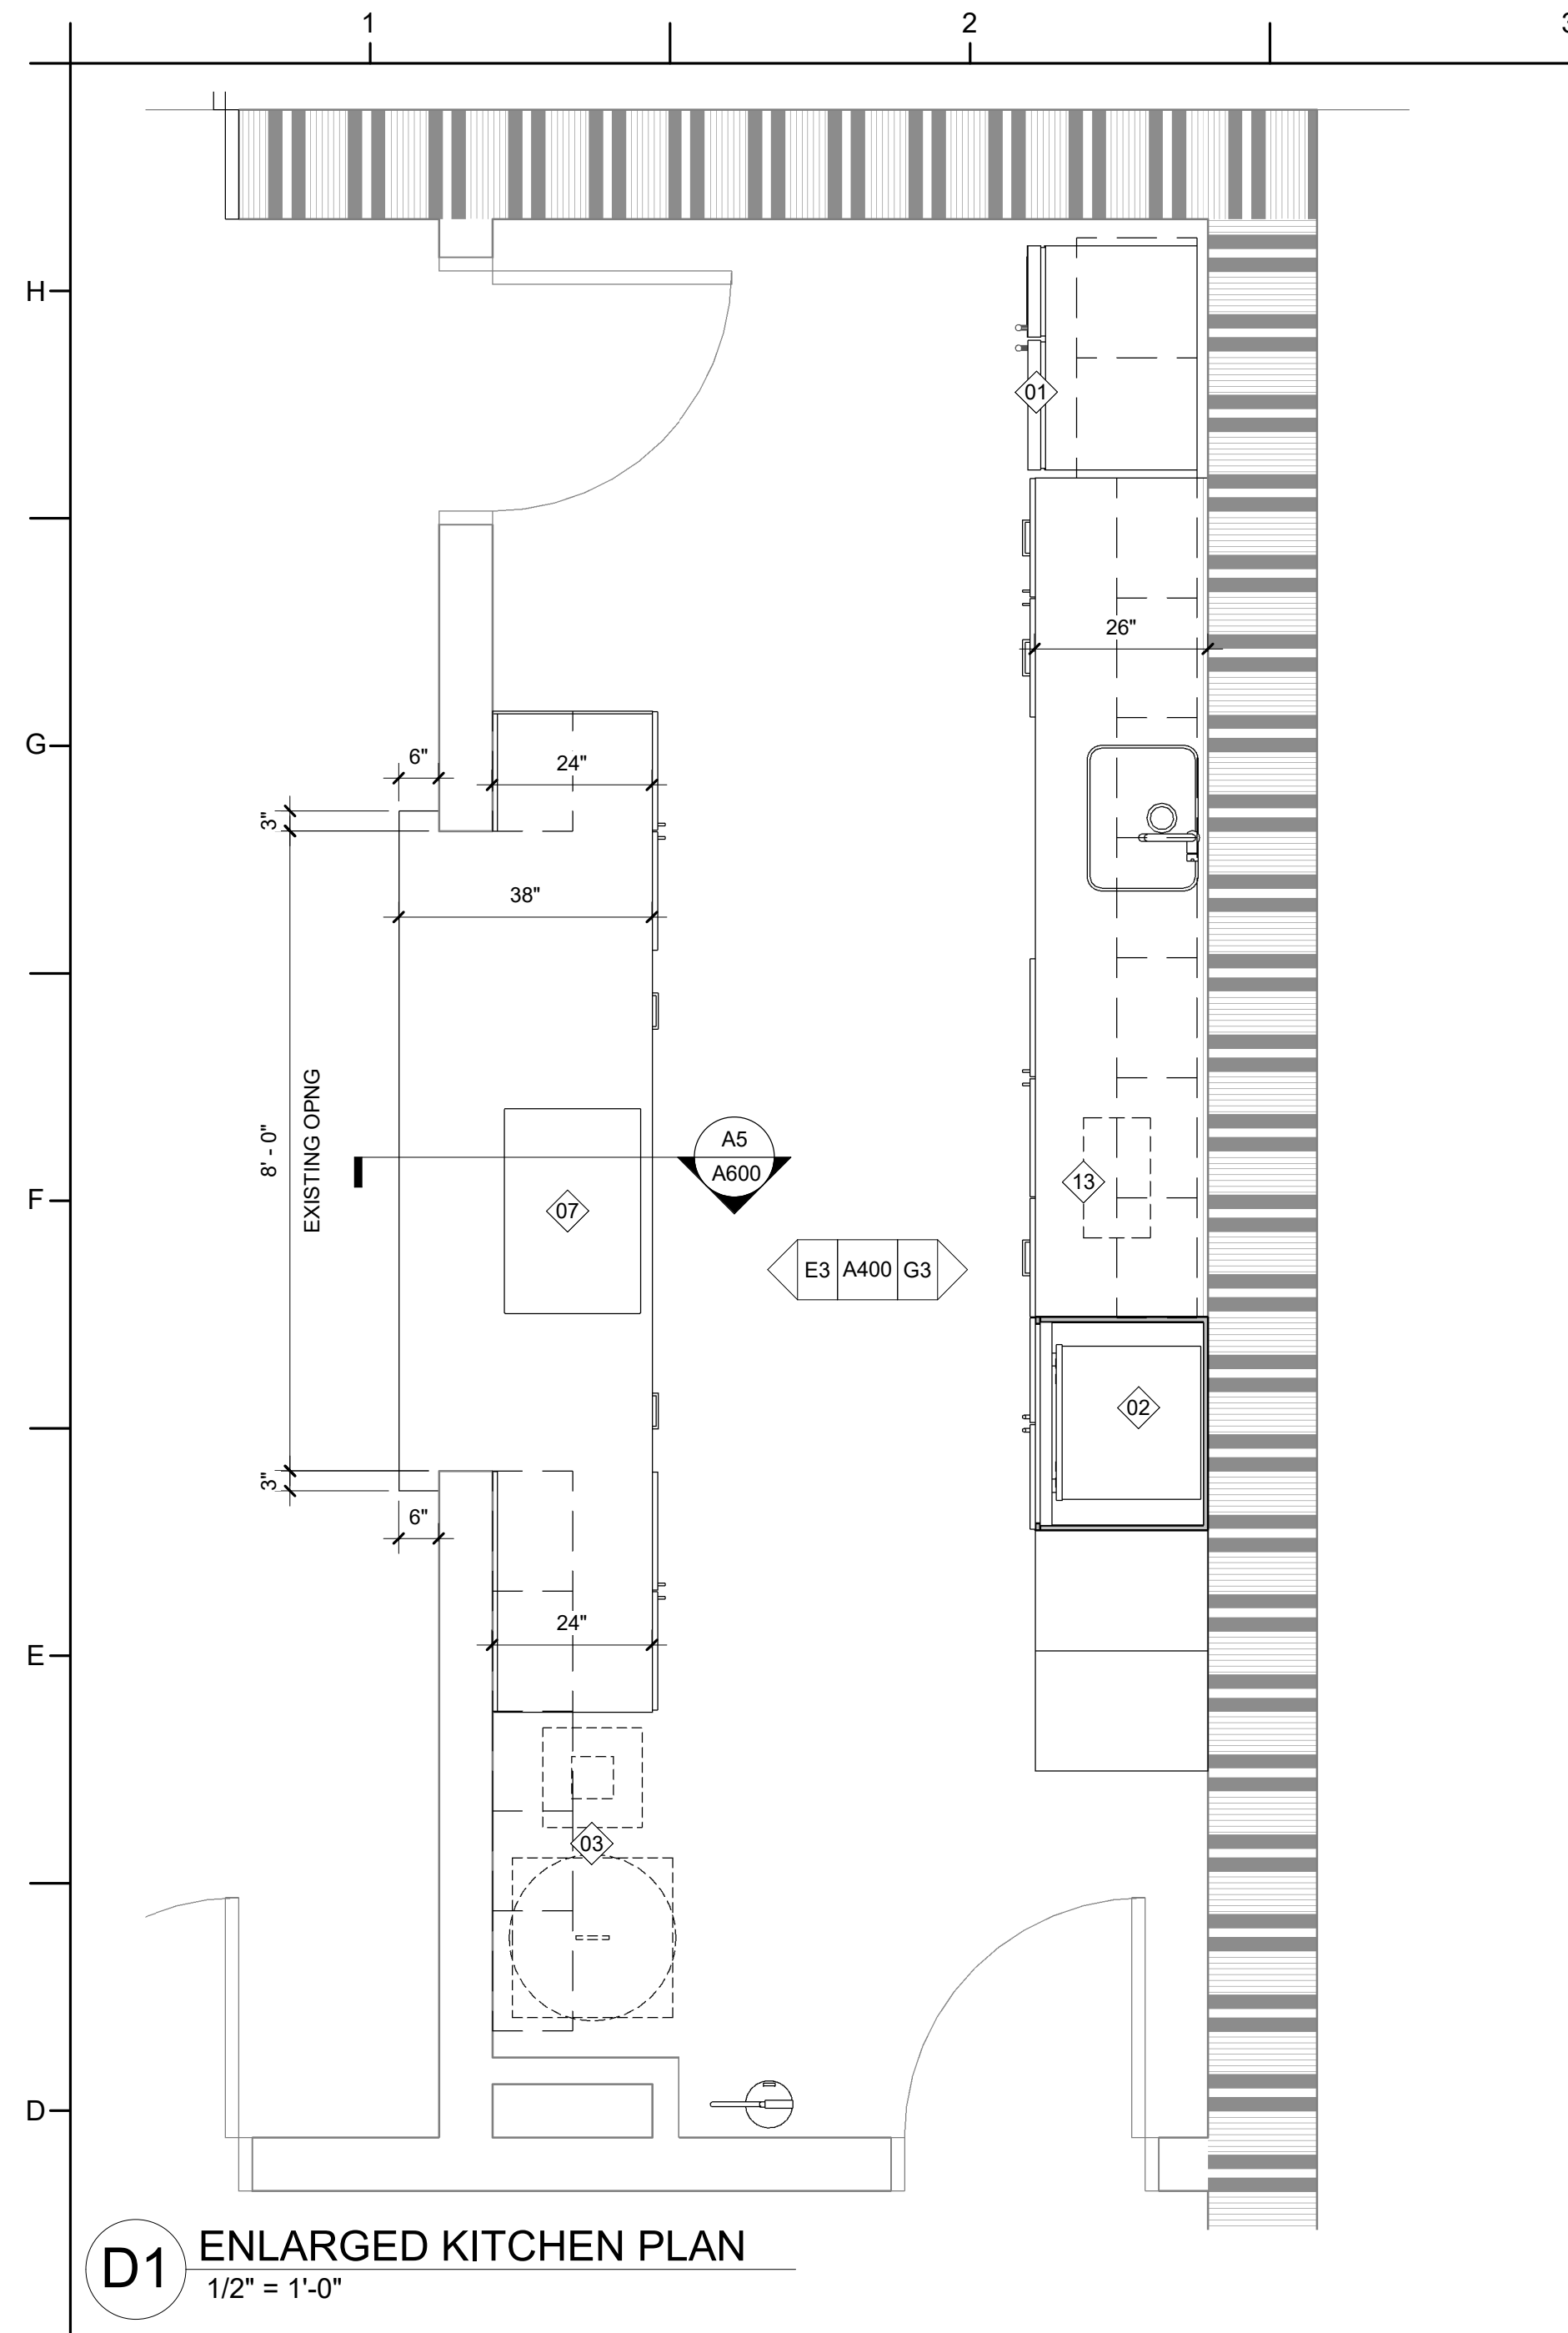 1
2
3
H
01
26"
G
6"
24"
3"
38"
8' - 0"
EXISTING OPNG
A5
A600
13
F
07
E3 A400 G3
02
3"
6"
24"
E
03
D
D1
ENLARGED KITCHEN PLAN
1/2" = 1'-0"